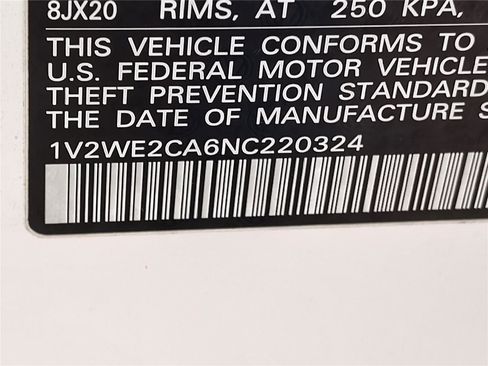 8JX20 RIMS, AT 250 KPA,
THIS VEHICLE CONFORMS TO
U.S. FEDERAL MOTOR VEHICLE
THEFT PREVENTION STANDARD
THE DATE OF MANUFACTURE S
1V2WE2CA6NC220324